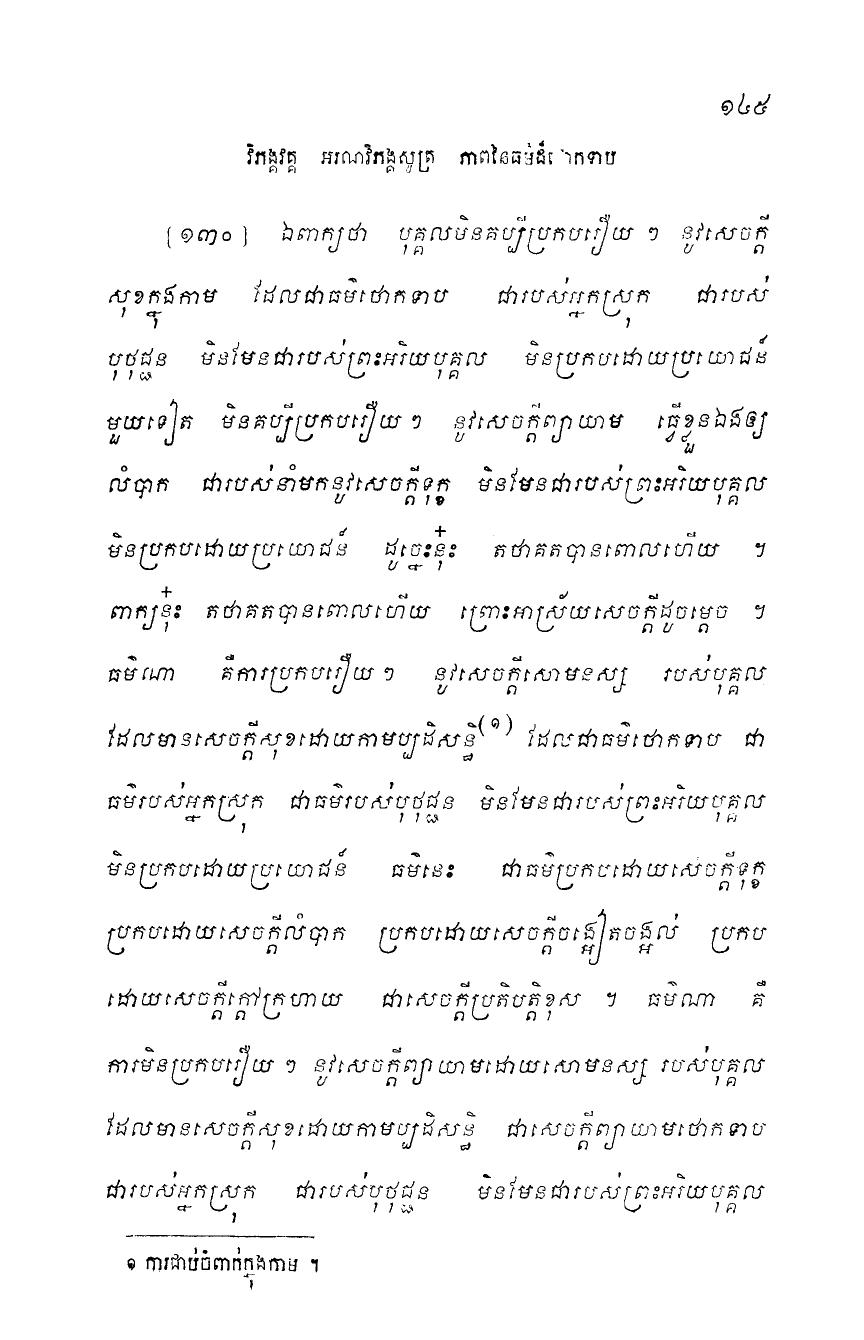 ១៤៥
វិភង្គវគ្គ អរណវិភង្គសូត្រ ភាពនៃធម៌ដ៏ថោកទាប
[១៣០] ឯពាក្យថា បុគ្គលមិនគប្បីប្រកបរឿយ ៗ នូវសេចក្តី
សុខក្នុងកាម ដែលជាធម៌ថោកទាប ជារបស់អ្នកស្រុក ជារបស់
បុថុជ្ជន មិនមែនជារបស់ព្រះអរិយបុគ្គល មិនប្រកបដោយប្រយោជន៍
មួយទៀត មិនគប្បីប្រកបរឿយ ៗ នូវសេចក្តីព្យាយាម ធ្វើខ្លួនឯងឲ្យ
លំបាក ជារបស់នាំមកនូវសេចក្តីទុក្ខ មិនមែនជារបស់ព្រះអរិយបុគ្គល
មិនប្រកបដោយប្រយោជន៍ ដូច្នេះនុ៎ះ តថាគតបានពោលហើយ ។
ពាក្យនុ៎ះ តថាគតបានពោលហើយ ព្រោះអាស្រ័យសេចក្តីដូចម្តេច ។
ធម៌ណា គឺការប្រកបរឿយ ៗ នូវសេចក្តីសោមនស្ស របស់បុគ្គល
ដែលមានសេចក្តីសុខដោយកាមប្បដិសន្ធិ(១) ដែលជាធម៌ថោកទាប ជា
ធម៌របស់អ្នកស្រុក ជាធម៌របស់បុថុជ្ជន មិនមែនជារបស់ព្រះអរិយបុគ្គល
មិនប្រកបដោយប្រយោជន៍ ធម៌នេះ ជាធម៌ប្រកបដោយសេចក្តីទុក្ខ
ប្រកបដោយសេចក្តីលំបាក ប្រកបដោយសេចក្តីចង្អៀតចង្អល់ ប្រកប
ដោយសេចក្តីក្តៅក្រហាយ ជាសេចក្តីប្រតិបត្តិខុស ។ ធម៌ណា គឺ
ការមិនប្រកបរឿយ ៗ នូវសេចក្តីព្យាយាមដោយសោមនស្ស របស់បុគ្គល
ដែលមានសេចក្តីសុខដោយកាមប្បដិសន្ធិ ជាសេចក្តីព្យាយាមថោកទាប
ជារបស់អ្នកស្រុក ជារបស់បុថុជ្ជន មិនមែនជារបស់ព្រះអរិយបុគ្គល
១ ការជាប់ចំពាក់ក្នុងកាម ។